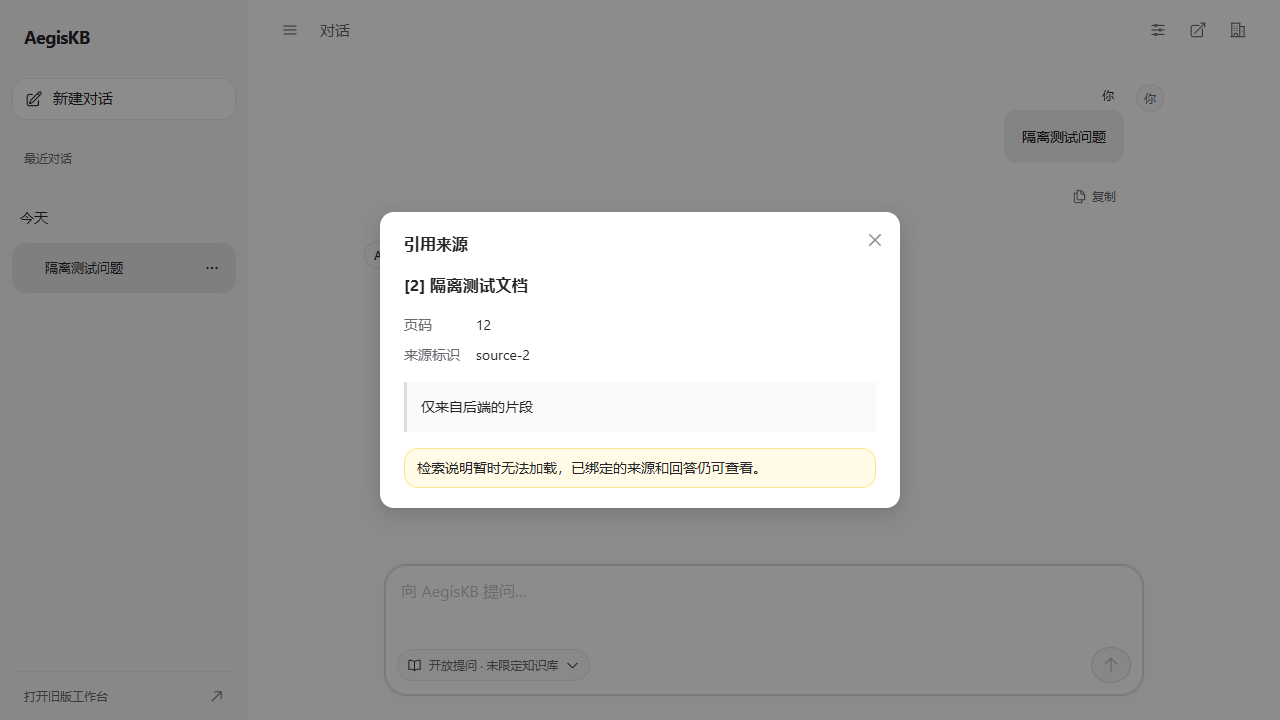 AegisKB
新建对话
最近对话
今天
隔离测试问题
打开旧版工作台
对话
你
你
隔离测试问题
复制
A
引用来源
[2] 隔离测试文档
页码 12
来源标识 source-2
仅来自后端的片段
检索说明暂时无法加载，已绑定的来源和回答仍可查看。
向 AegisKB 提问...
开放提问 · 未限定知识库